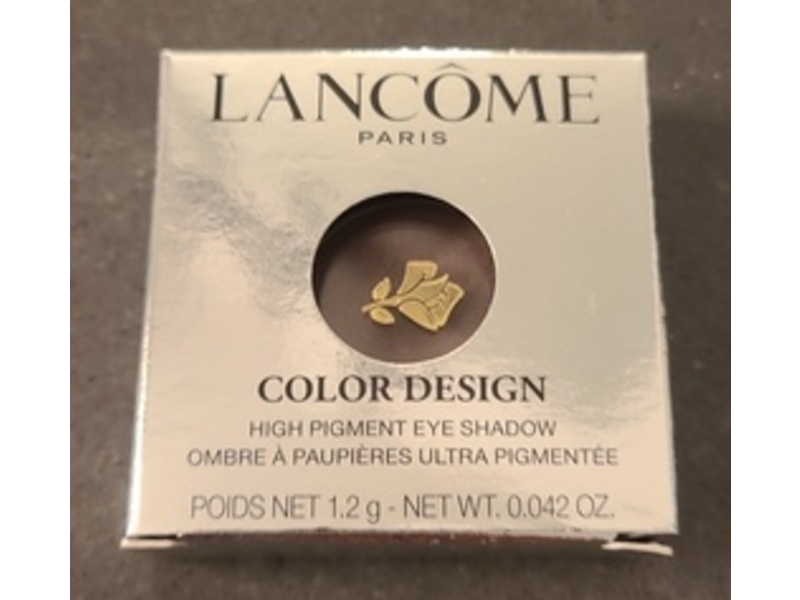 LANCÔME
PARIS
COLOR DESIGN
HIGH PIGMENT EYE SHADOW
OMBRE À PAUPIÈRES ULTRA PIGMENTÉE
POIDS NET 1.2 g - NET WT. 0.042 OZ.